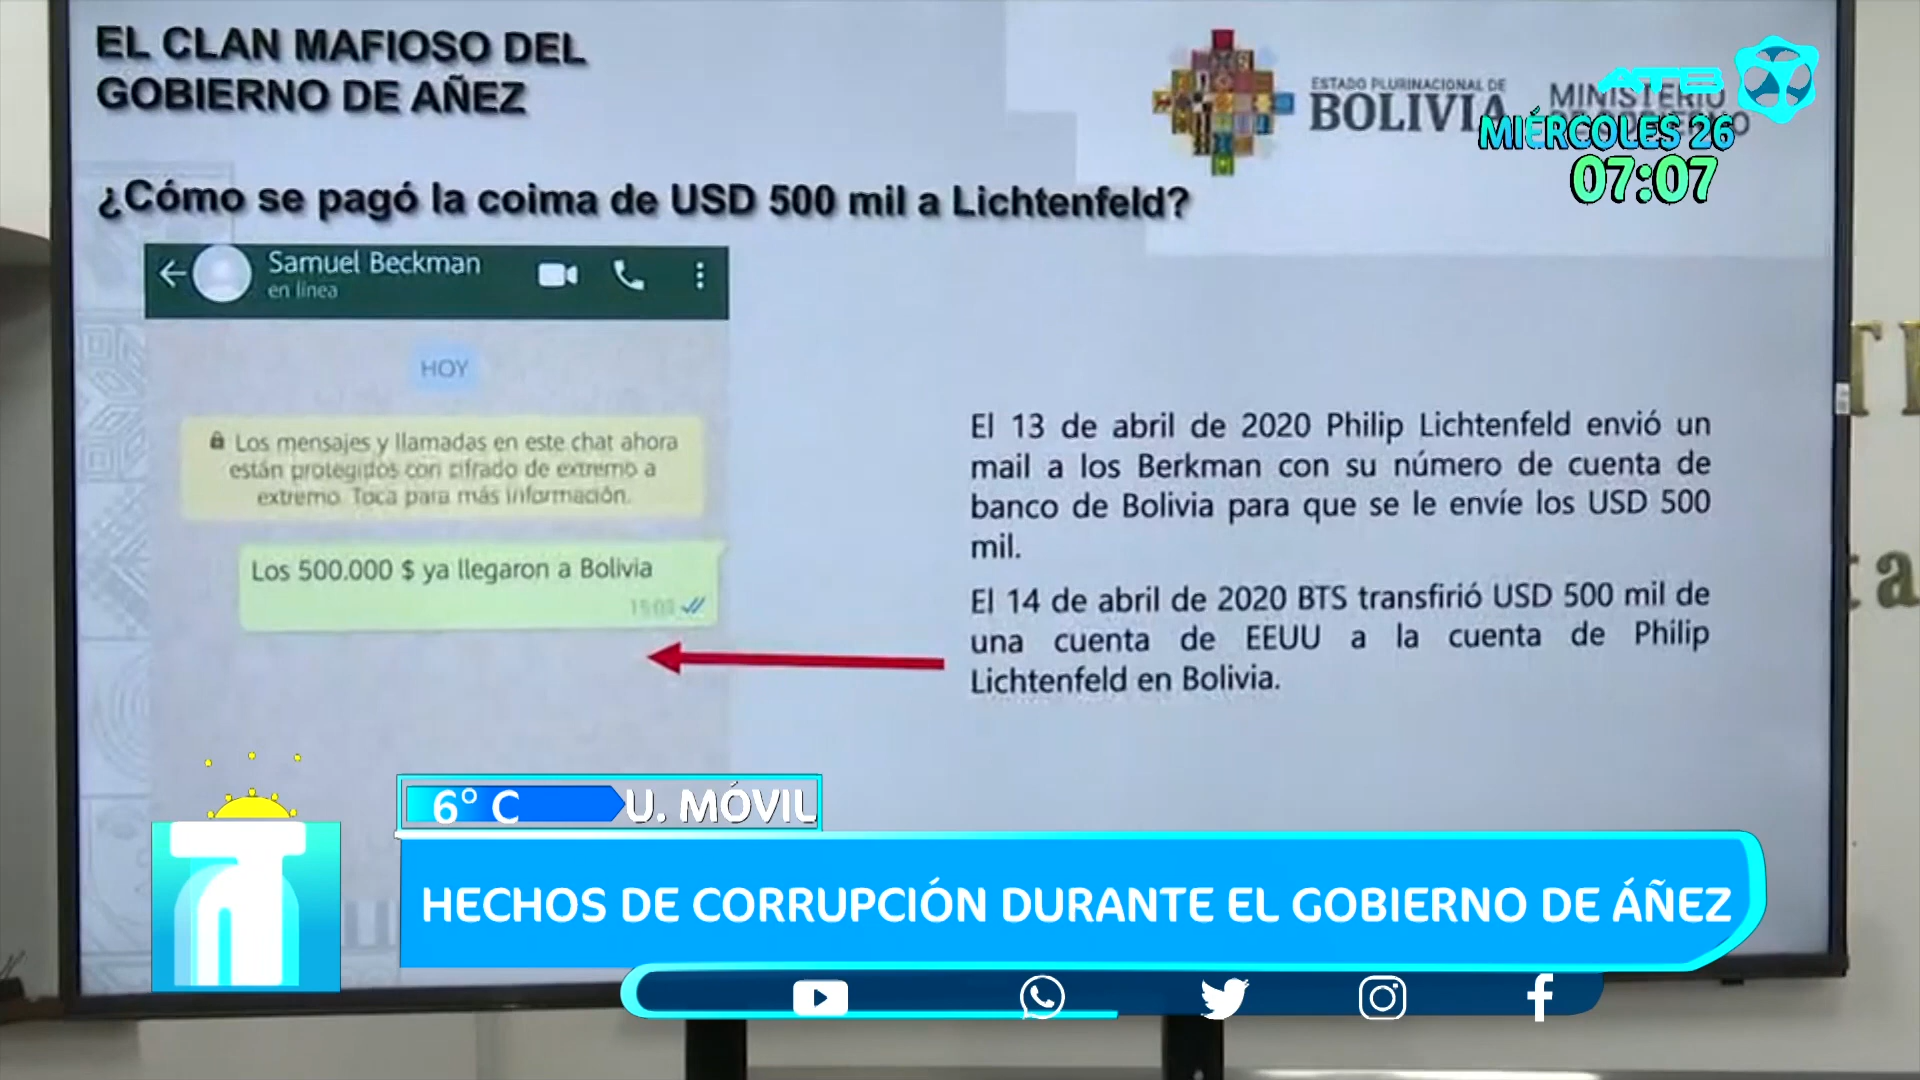 EL CLAN MAFIOSO DEL
GOBIERNO DE AÑEZ
ESTADO PLURINACIONAL DE
BOLIVIA
MINISTERIO
ATB
MIÉRCOLES 26
07:07
¿Cómo se pagó la coima de USD 500 mil a Lichtenfeld?
Samuel Beckman
en línea
HOY
Los mensajes y llamadas en este chat ahora
están protegidos con cifrado de extremo a
extremo. Toca para más información.
Los 500.000 $ ya llegaron a Bolivia
15:03
El 13 de abril de 2020 Philip Lichtenfeld envió un
mail a los Berkman con su número de cuenta de
banco de Bolivia para que se le envíe los USD 500
mil.
El 14 de abril de 2020 BTS transfirió USD 500 mil de
una cuenta de EEUU a la cuenta de Philip
Lichtenfeld en Bolivia.
6° C
U. MÓVIL
HECHOS DE CORRUPCIÓN DURANTE EL GOBIERNO DE ÁÑEZ